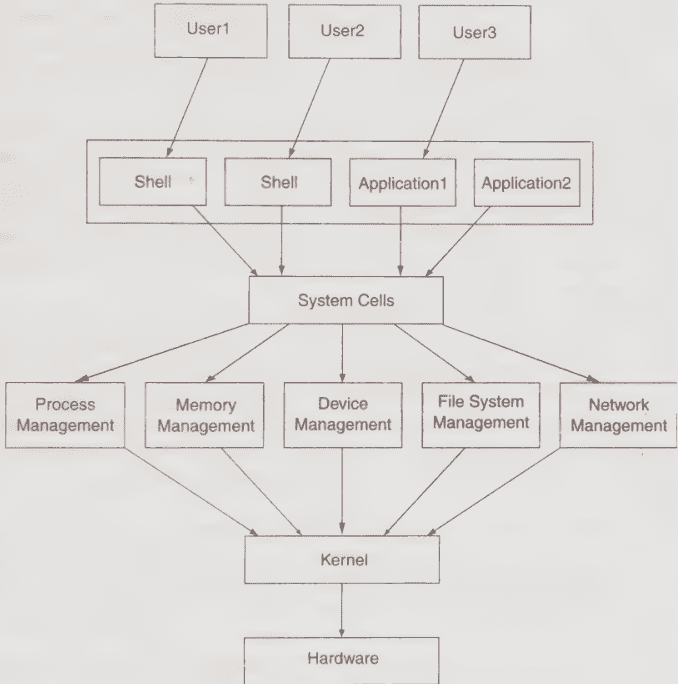 User1
User2
User3
Shell
Shell
Application1
Application2
System Cells
Process
Management
Memory
Management
Device
Management
File System
Management
Network
Management
Kernel
Hardware